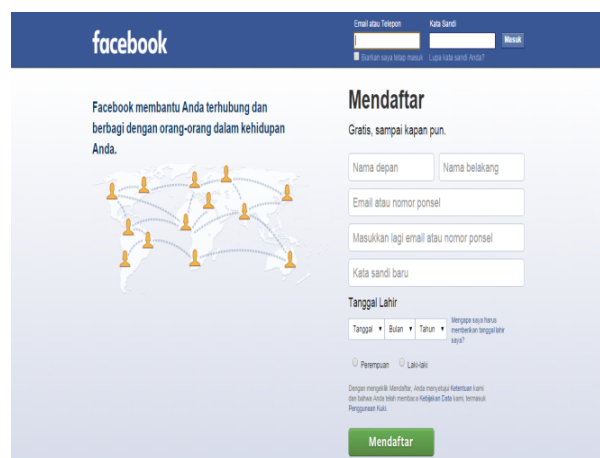 facebook
Email atau Telepon
Kata Sandi
Masuk
Biarkan saya tetap masuk
Lupa kata sandi Anda?
Facebook membantu Anda terhubung dan
berbagi dengan orang-orang dalam kehidupan
Anda.
Mendaftar
Gratis, sampai kapan pun.
Nama depan
Nama belakang
Email atau nomor ponsel
Masukkan lagi email atau nomor ponsel
Kata sandi baru
Tanggal Lahir
Tanggal
Bulan
Tahun
Mengapa saya harus
memberikan tanggal lahir
saya?
Perempuan
Laki-laki
Dengan mengeklik Mendaftar, Anda menyetujui Ketentuan kami
dan bahwa Anda telah membaca Kebijakan Data kami, termasuk
Penggunaan Kuki.
Mendaftar